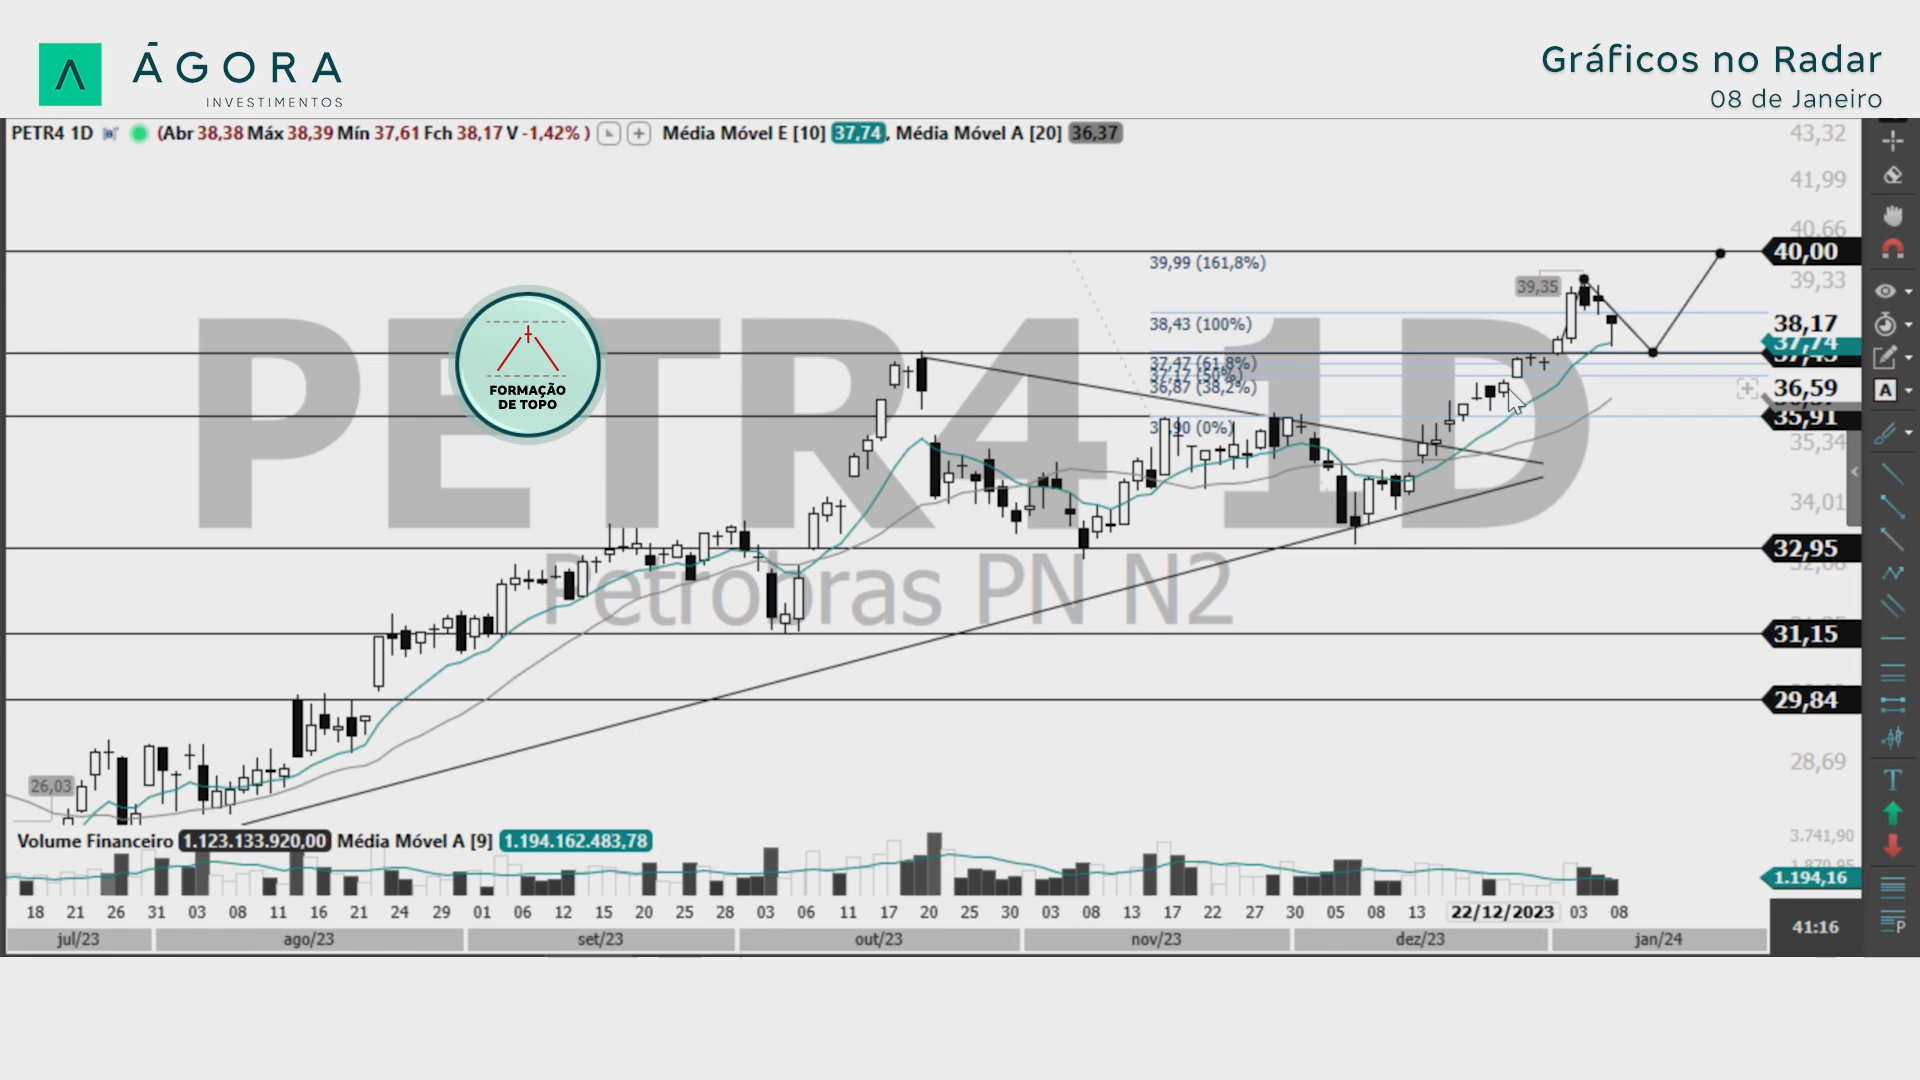 ÁGORA
INVESTIMENTOS
Gráficos no Radar
08 de Janeiro
PETR4 1D (Abr 38,38 Máx 38,39 Mín 37,61 Fch 38,17 V -1,42% ) Média Móvel E [10] 37,74, Média Móvel A [20] 36,37
43,32
41,99
40,66
40,00
39,33
38,17
37,74
36,59
35,91
35,34
34,01
32,95
31,15
29,84
28,69
39,99 (161,8%)
39,35
38,43 (100%)
37,47 (61,8%)
37,17 (50%)
36,87 (38,2%)
FORMAÇÃO
DE TOPO
PETR4 1D
Petrobras PN N2
26,03
Volume Financeiro 1.123.133.920,00 Média Móvel A [9] 1.194.162.483,78
3.741,90
1.194,16
18 21 26 31 03 08 11 16 21 24 29 01 06 12 15 20 25 28 03 06 11 17 20 25 30 03 08 13 17 22 27 30 05 08 13 22/12/2023 03 08
jul/23 ago/23 set/23 out/23 nov/23 dez/23 jan/24
41:16
A
T
P